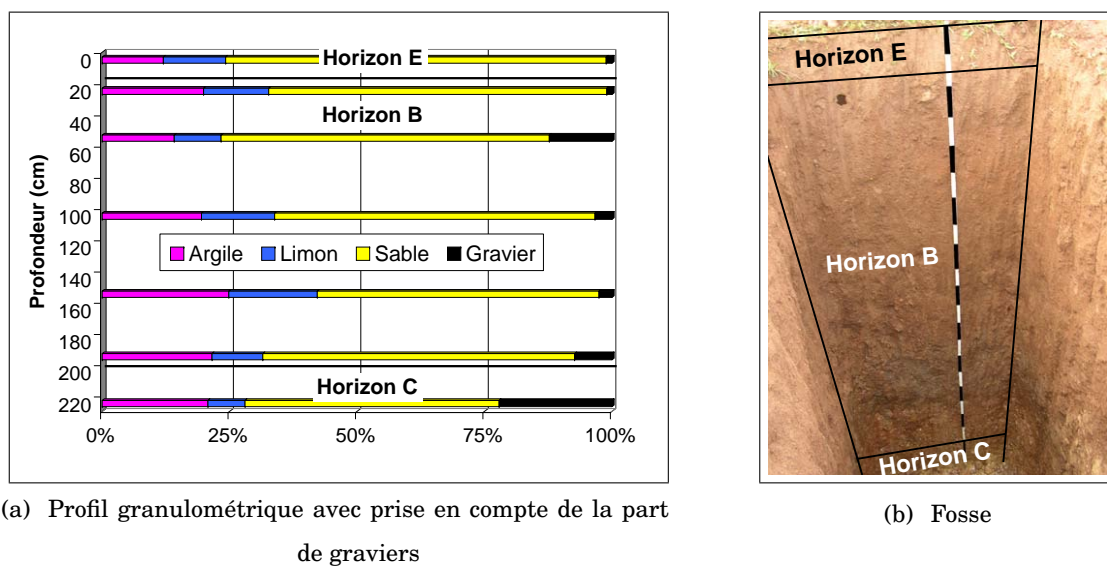 Profondeur (cm)
0
20
40
60
80
100
120
140
160
180
200
220
Horizon E
Horizon B
Argile Limon Sable Gravier
Horizon C
0% 25% 50% 75% 100%
(a) Profil granulométrique avec prise en compte de la part
de graviers
Horizon E
Horizon B
Horizon C
(b) Fosse